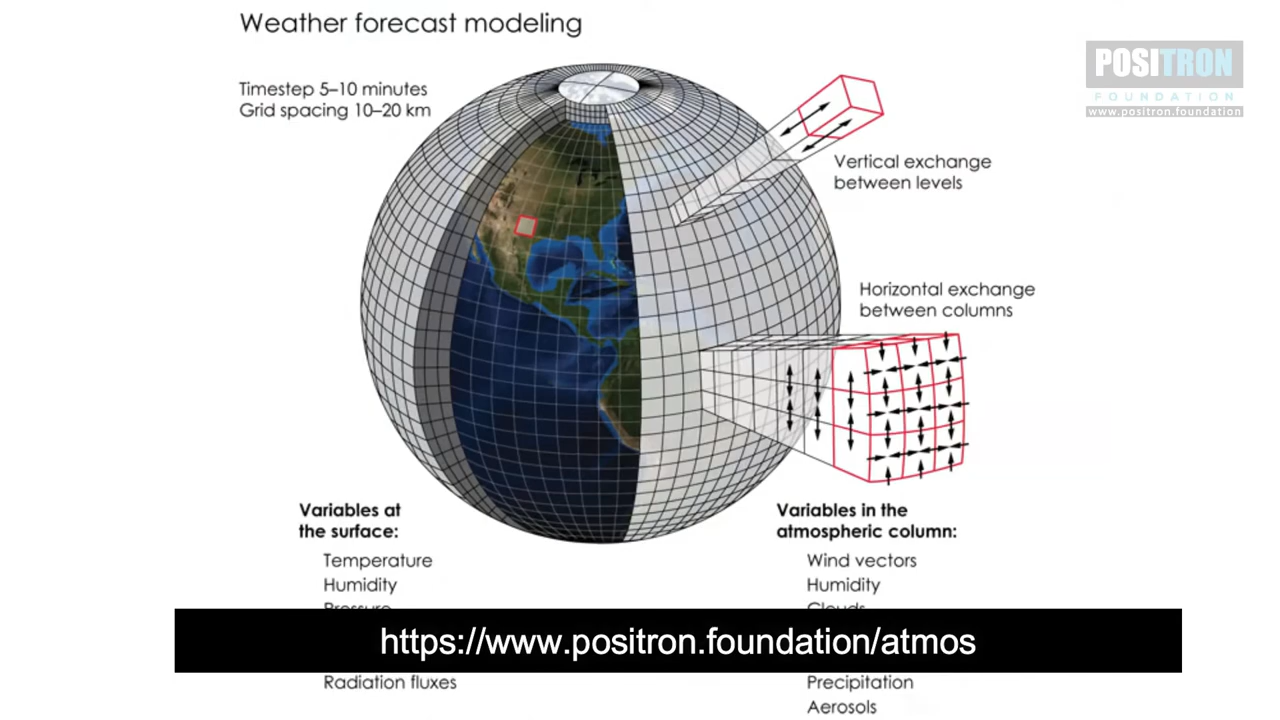 Weather forecast modeling
POSITRON
FOUNDATION
www.positron.foundation
Timestep 5–10 minutes
Grid spacing 10–20 km
Vertical exchange
between levels
Horizontal exchange
between columns
Variables at
the surface:
Temperature
Humidity
Pressure
Radiation fluxes
Variables in the
atmospheric column:
Wind vectors
Humidity
Clouds
Precipitation
Aerosols
https://www.positron.foundation/atmos